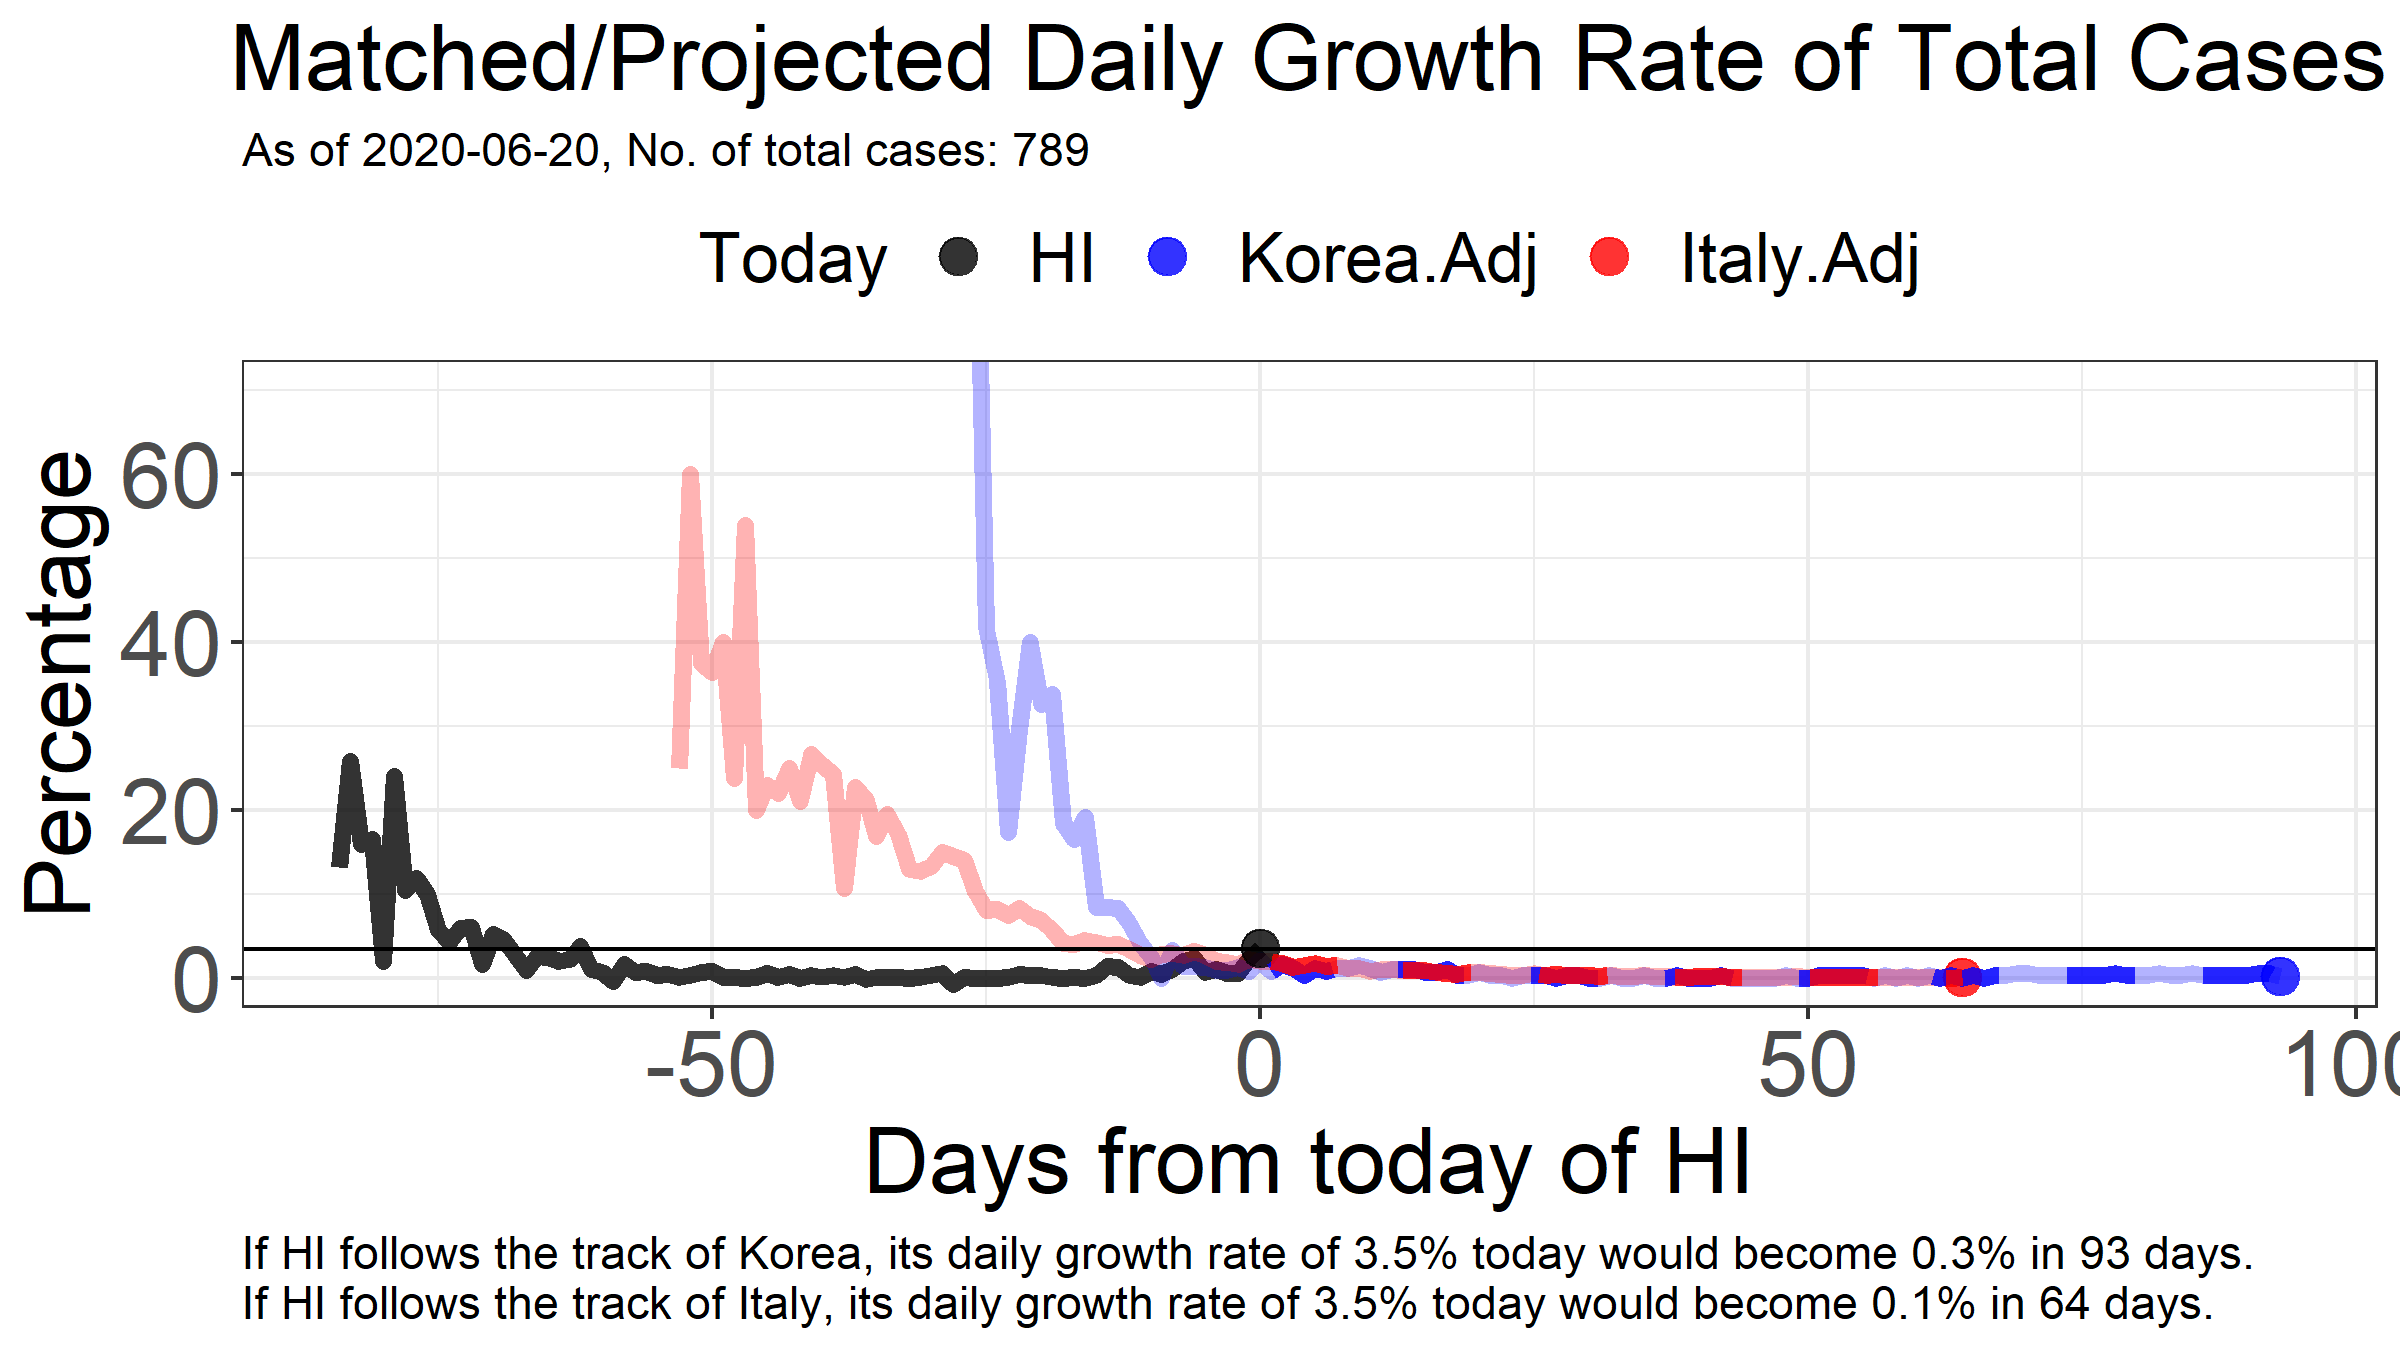 Matched/Projected Daily Growth Rate of Total Cases
As of 2020-06-20, No. of total cases: 789
Today HI Korea.Adj Italy.Adj
Percentage
60
40
20
0
-50 0 50 100
Days from today of HI
If HI follows the track of Korea, its daily growth rate of 3.5% today would become 0.3% in 93 days.
If HI follows the track of Italy, its daily growth rate of 3.5% today would become 0.1% in 64 days.